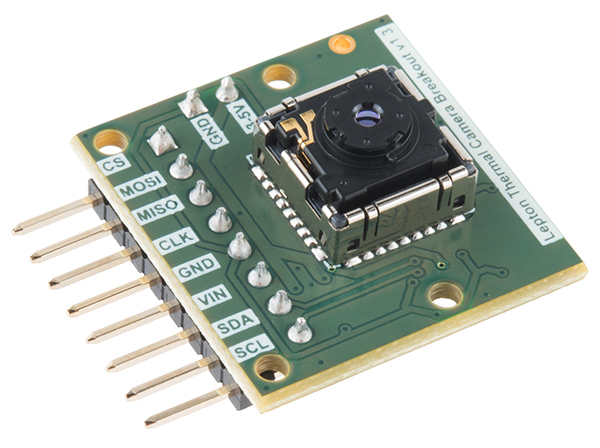 Lepton Thermal Camera Breakout v1.3
3-5V
GND
CS
MOSI
MISO
CLK
GND
VIN
SDA
SCL